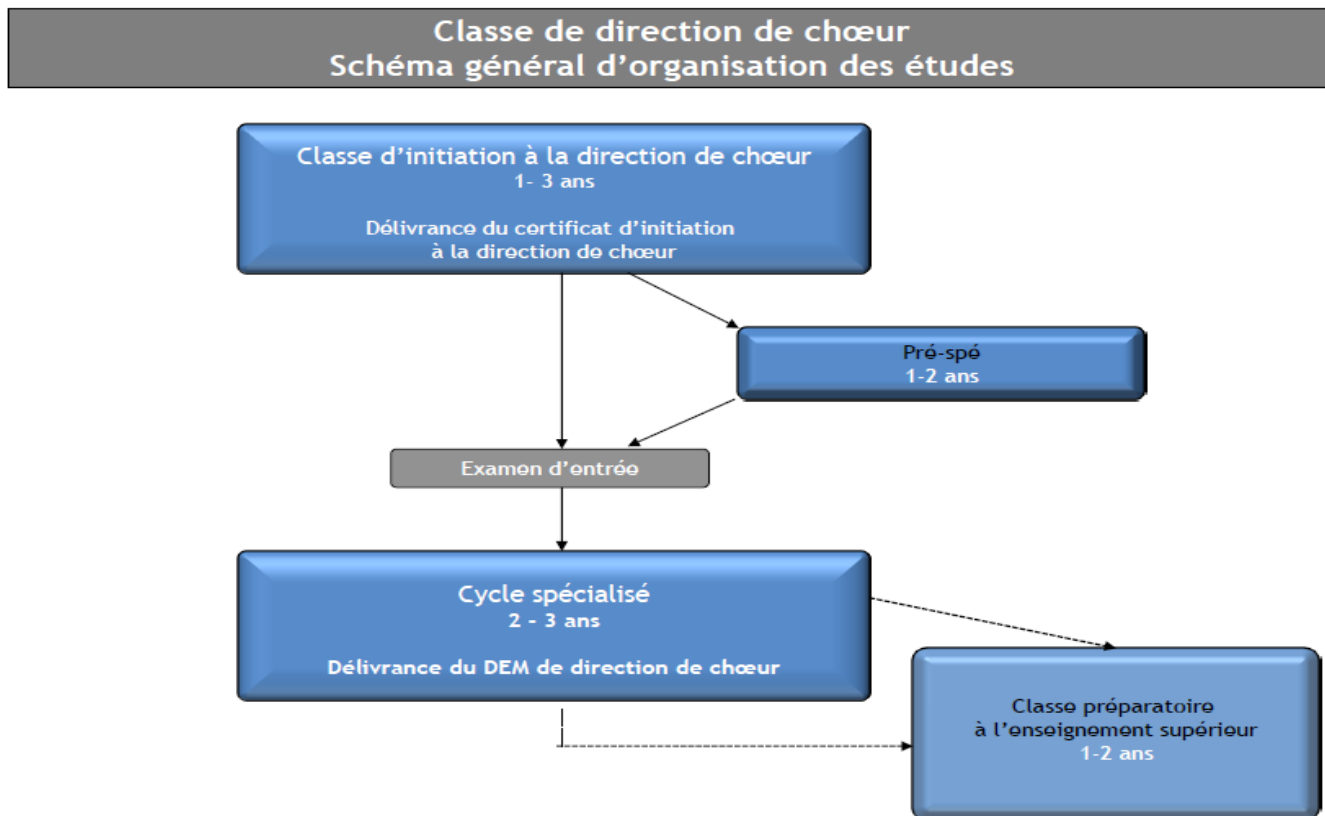 Classe de direction de chœur
Schéma général d’organisation des études
Classe d’initiation à la direction de chœur
1- 3 ans
Délivrance du certificat d’initiation
à la direction de chœur
Pré-spé
1-2 ans
Examen d’entrée
Cycle spécialisé
2 - 3 ans
Délivrance du DEM de direction de chœur
Classe préparatoire
à l’enseignement supérieur
1-2 ans